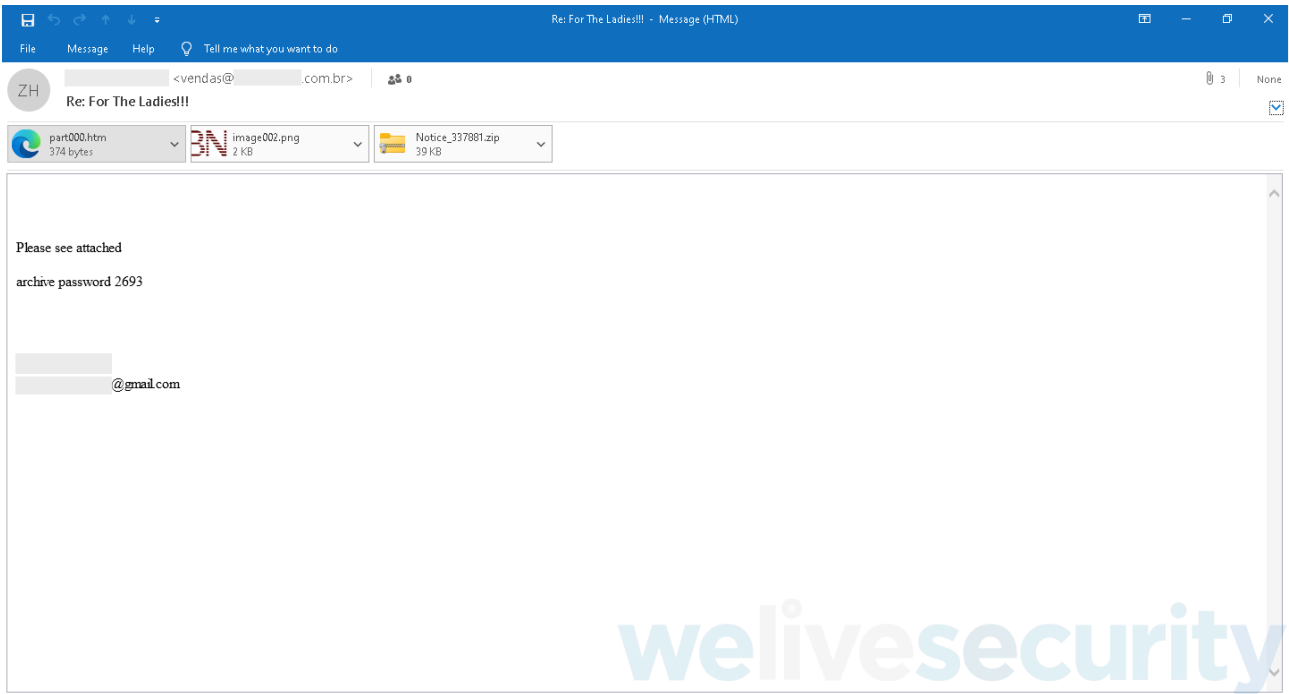 Re: For The Ladies!!! - Message (HTML)
File Message Help Tell me what you want to do
ZH <vendas@ .com.br> 0 3 None
Re: For The Ladies!!!
part000.htm
374 bytes
BN
image002.png
2 KB
Notice_337881.zip
39 KB
Please see attached
archive password 2693
@gmail.com
welivesecurity